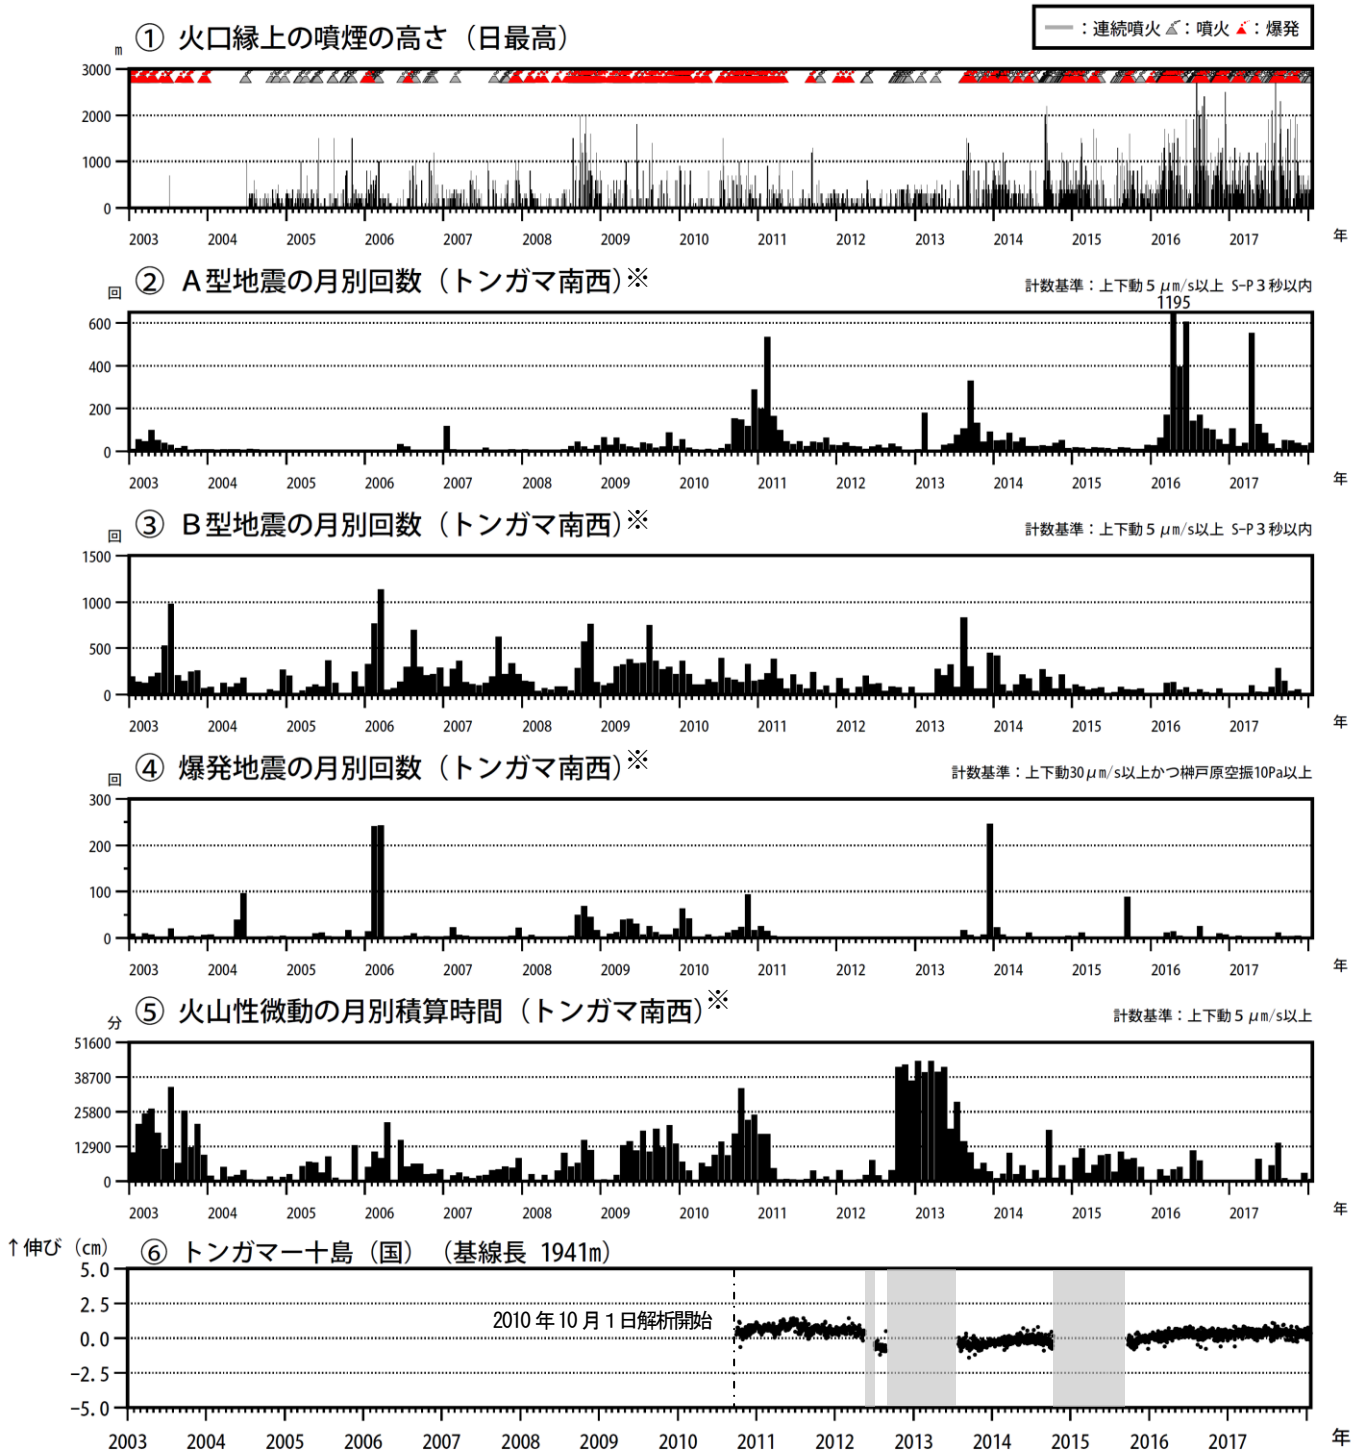 ━ : 連続噴火 : 噴火 : 爆発
① 火口縁上の噴煙の高さ（日最高）
m
3000
2000
1000
0
2003 2004 2005 2006 2007 2008 2009 2010 2011 2012 2013 2014 2015 2016 2017 年
② A型地震の月別回数（トンガマ南西）※
回
計数基準：上下動５μm/s以上 S-P３秒以内
1195
600
400
200
0
2003 2004 2005 2006 2007 2008 2009 2010 2011 2012 2013 2014 2015 2016 2017 年
③ B型地震の月別回数（トンガマ南西）※
回
計数基準：上下動５μm/s以上 S-P３秒以内
1500
1000
500
0
2003 2004 2005 2006 2007 2008 2009 2010 2011 2012 2013 2014 2015 2016 2017 年
④ 爆発地震の月別回数（トンガマ南西）※
回
計数基準：上下動30μm/s以上かつ榊戸原空振10Pa以上
300
200
100
0
2003 2004 2005 2006 2007 2008 2009 2010 2011 2012 2013 2014 2015 2016 2017 年
⑤ 火山性微動の月別積算時間（トンガマ南西）※
分
計数基準：上下動５μm/s以上
51600
38700
25800
12900
0
2003 2004 2005 2006 2007 2008 2009 2010 2011 2012 2013 2014 2015 2016 2017 年
↑伸び（cm） ⑥ トンガマー十島（国）（基線長 1941m）
5.0
2.5
2010年10月１日解析開始
0.0
-2.5
-5.0
2003 2004 2005 2006 2007 2008 2009 2010 2011 2012 2013 2014 2015 2016 2017 年